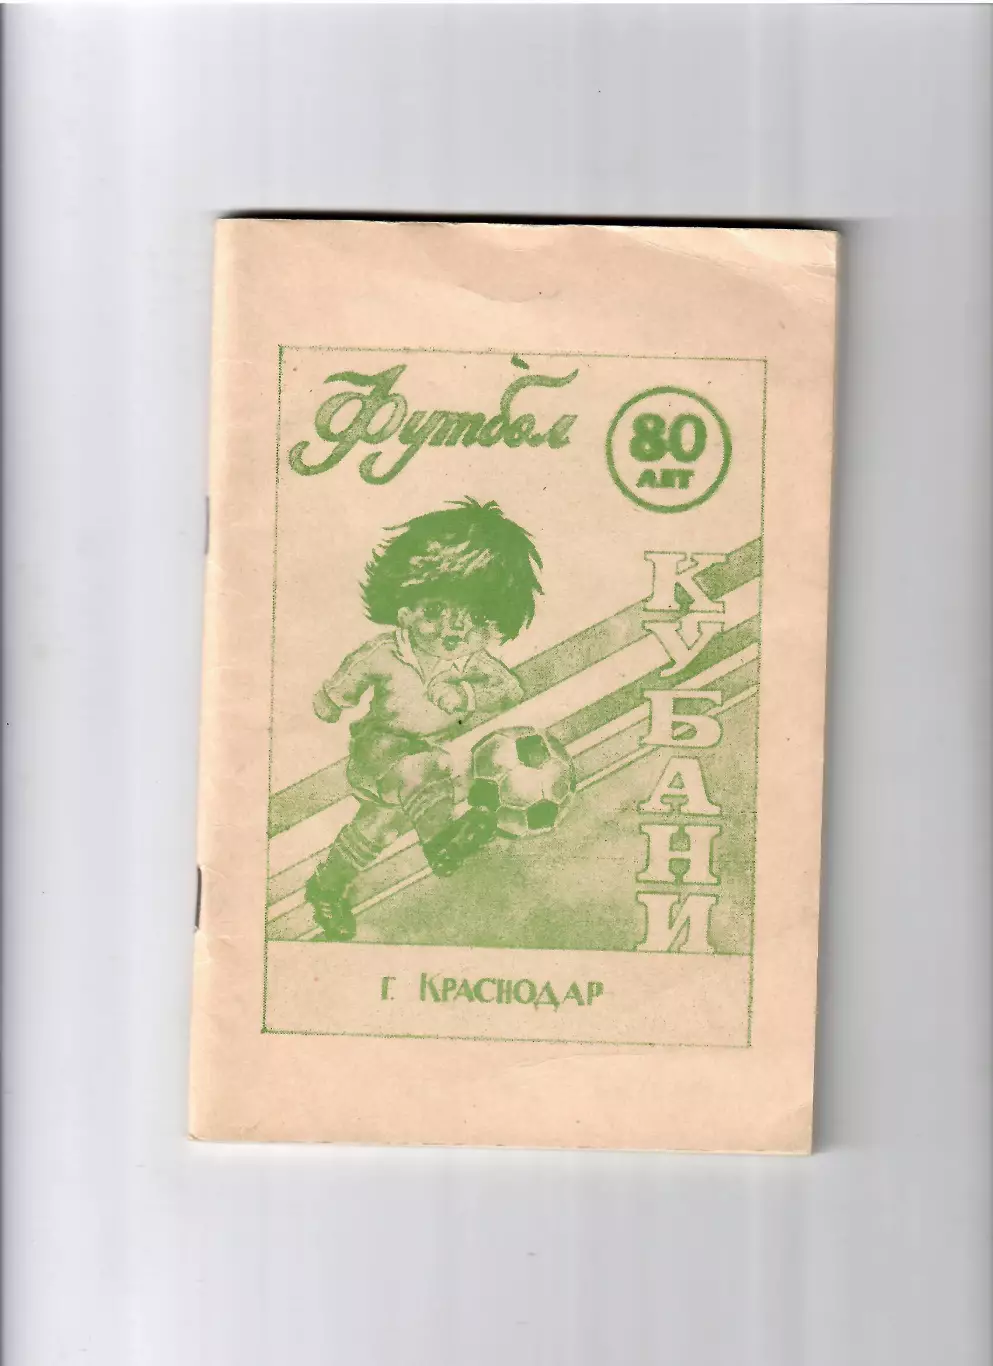 Футбол
80
ЛЕТ
КУБАНИ
г. Краснодар